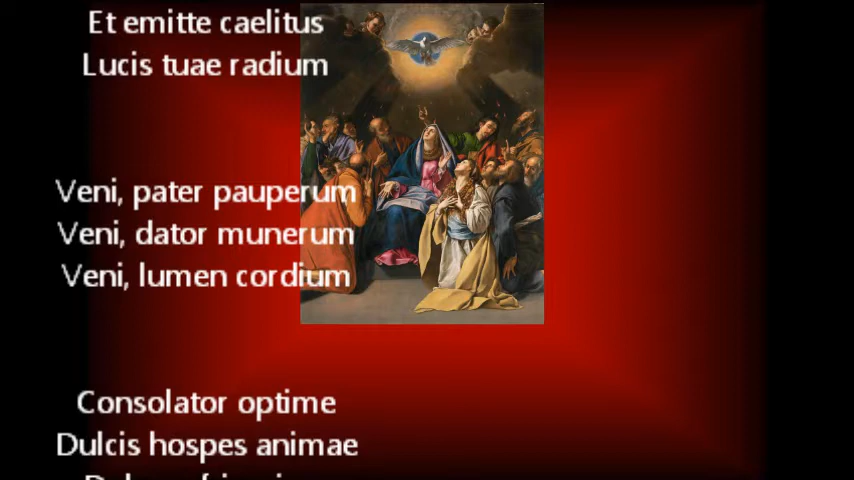 Et emitte caelitus
Lucis tuae radium
Veni, pater pauperum
Veni, dator munerum
Veni, lumen cordium
Consolator optime
Dulcis hospes animae